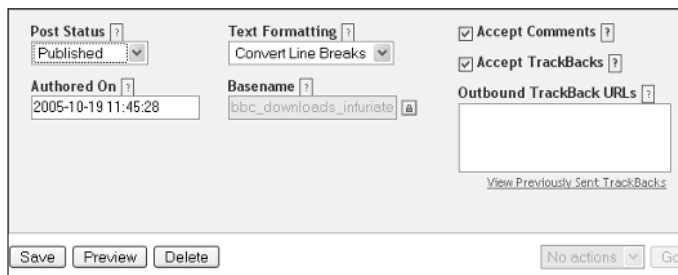 Post Status ?
Published
Authored On ?
2005-10-19 11:45:28
Text Formatting ?
Convert Line Breaks
Basename ?
bbc_downloads_infuriate
Accept Comments ?
Accept TrackBacks ?
Outbound TrackBack URLs ?
View Previously Sent TrackBacks
Save Preview Delete
No actions Go